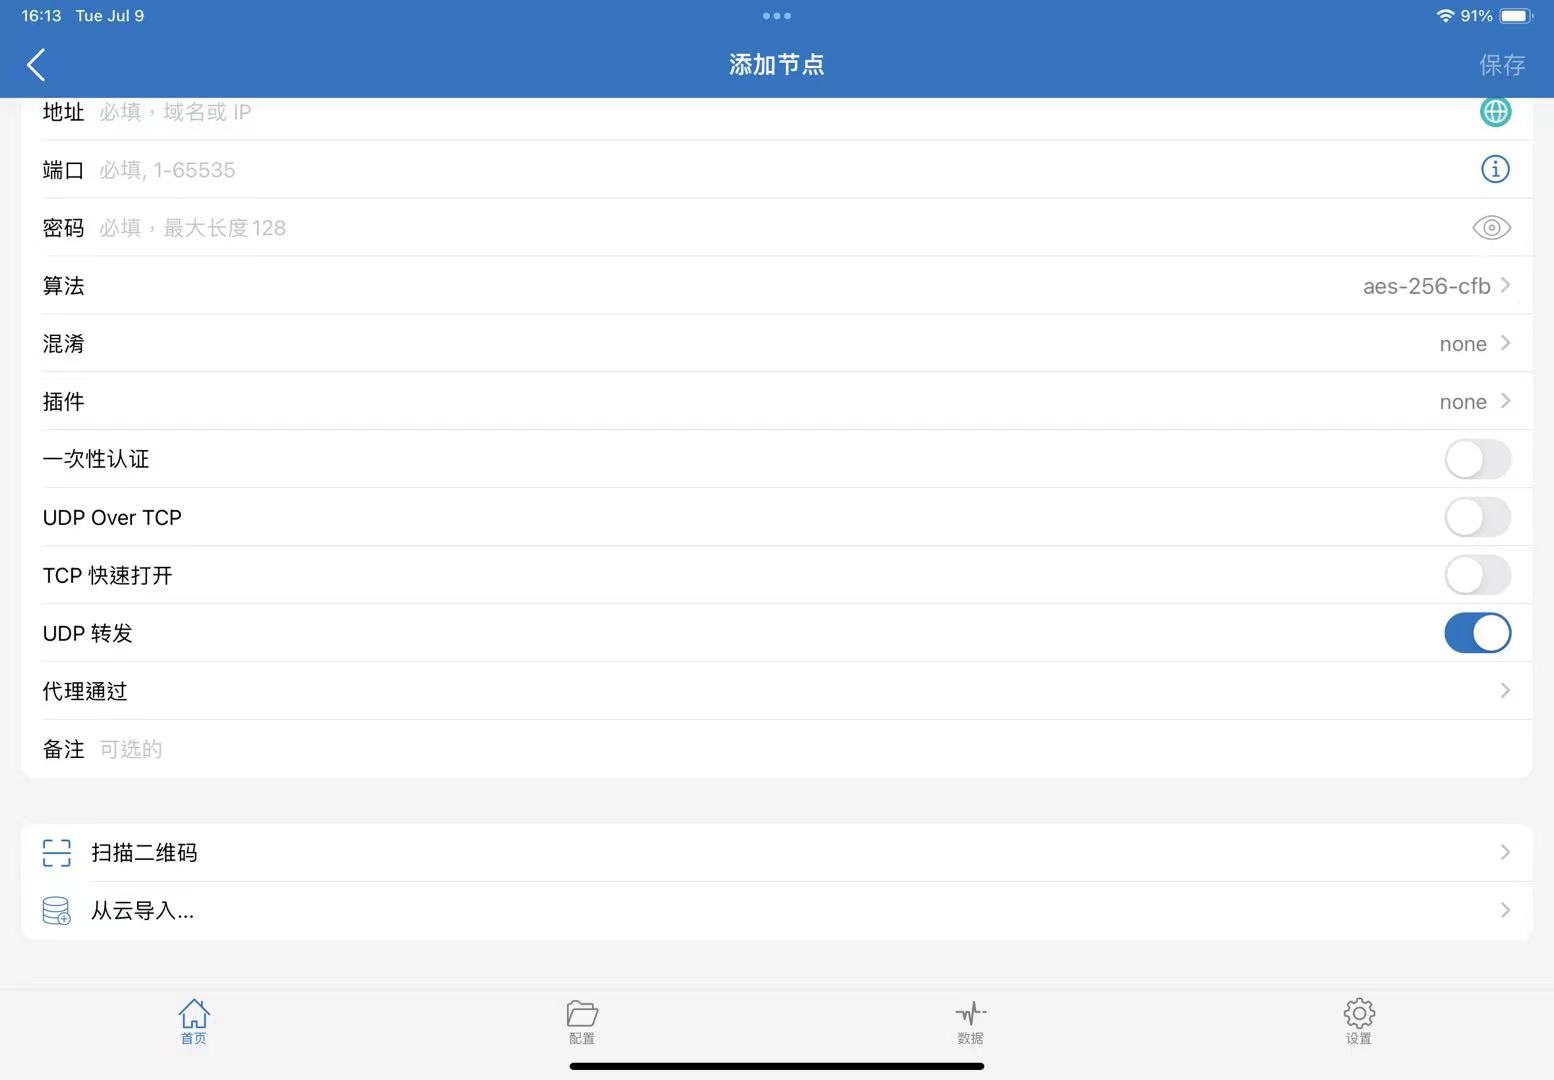 16:13 Tue Jul 9
91%
添加节点
保存
地址 必填，域名或 IP
端口 必填, 1-65535
密码 必填，最大长度128
算法 aes-256-cfb
混淆 none
插件 none
一次性认证
UDP Over TCP
TCP 快速打开
UDP 转发
代理通过
备注 可选的
扫描二维码
从云导入...
首页
配置
数据
设置